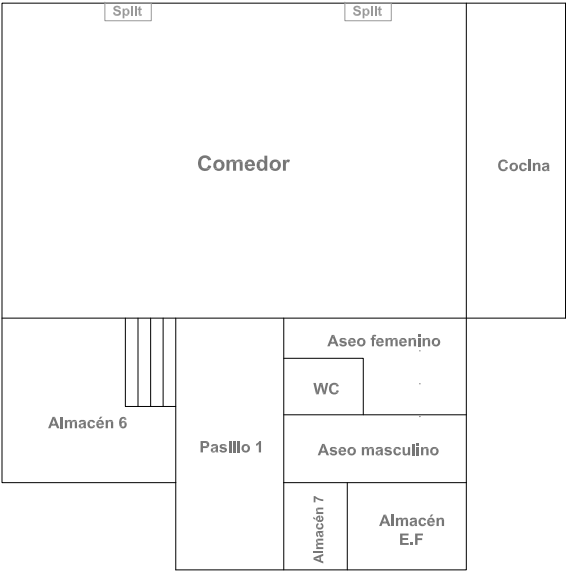 Split
Split
Comedor
Cocina
Aseo femenino
WC
Almacén 6
Pasillo 1
Aseo masculino
Almacén 7
Almacén
E.F